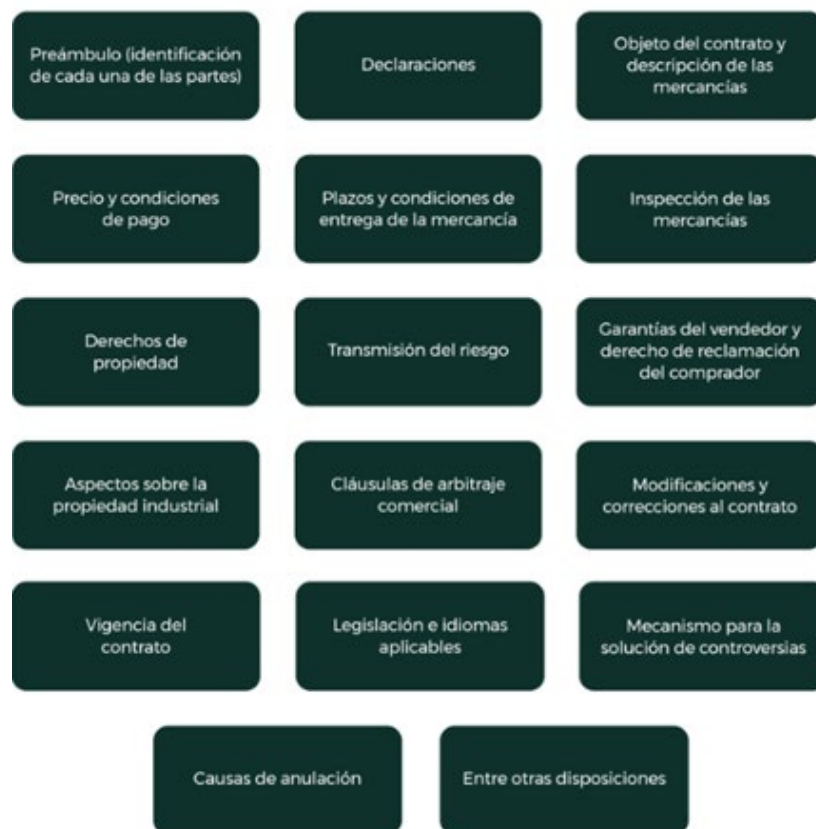 Preámbulo (identificación
de cada una de las partes)
Declaraciones
Objeto del contrato y
descripción de las
mercancías
Precio y condiciones
de pago
Plazos y condiciones de
entrega de la mercancía
Inspección de las
mercancías
Derechos de
propiedad
Transmisión del riesgo
Garantías del vendedor y
derecho de reclamación
del comprador
Aspectos sobre la
propiedad industrial
Cláusulas de arbitraje
comercial
Modificaciones y
correcciones al contrato
Vigencia del
contrato
Legislación e idiomas
aplicables
Mecanismo para la
solución de controversias
Causas de anulación
Entre otras disposiciones